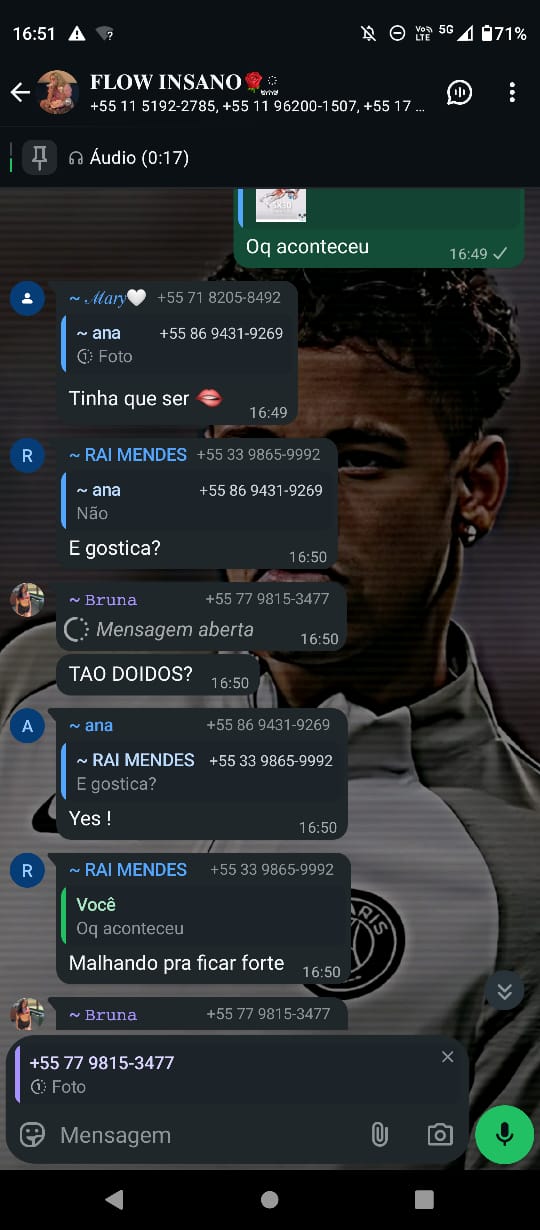 16:51
Vo) LTE 5G 71%
FLOW INSANO🌹
+55 11 5192-2785, +55 11 96200-1507, +55 17 ...
Áudio (0:17)
Oq aconteceu
16:49
~ 𝓜𝓪𝓻𝔂🤍 +55 71 8205-8492
~ ana +55 86 9431-9269
Foto
Tinha que ser 🫦
16:49
R
~ RAI MENDES +55 33 9865-9992
~ ana +55 86 9431-9269
Não
E gostica?
16:50
~ Bruna +55 77 9815-3477
Mensagem aberta
16:50
TAO DOIDOS?
16:50
A
~ ana +55 86 9431-9269
~ RAI MENDES +55 33 9865-9992
E gostica?
Yes !
16:50
R
~ RAI MENDES +55 33 9865-9992
Você
Oq aconteceu
Malhando pra ficar forte
16:50
PARIS
~ Bruna +55 77 9815-3477
+55 77 9815-3477
Foto
Mensagem